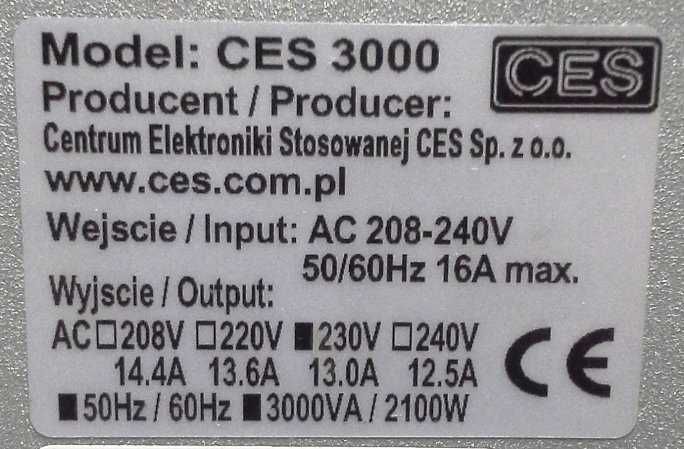 Model: CES 3000
CES
Producent / Producer:
Centrum Elektroniki Stosowanej CES Sp. z o.o.
www.ces.com.pl
Wejscie / Input: AC 208-240V
50/60Hz 16A max.
Wyjscie / Output:
AC□208V □220V ■230V □240V
14.4A 13.6A 13.0A 12.5A
■50Hz / 60Hz ■3000VA / 2100W
CE